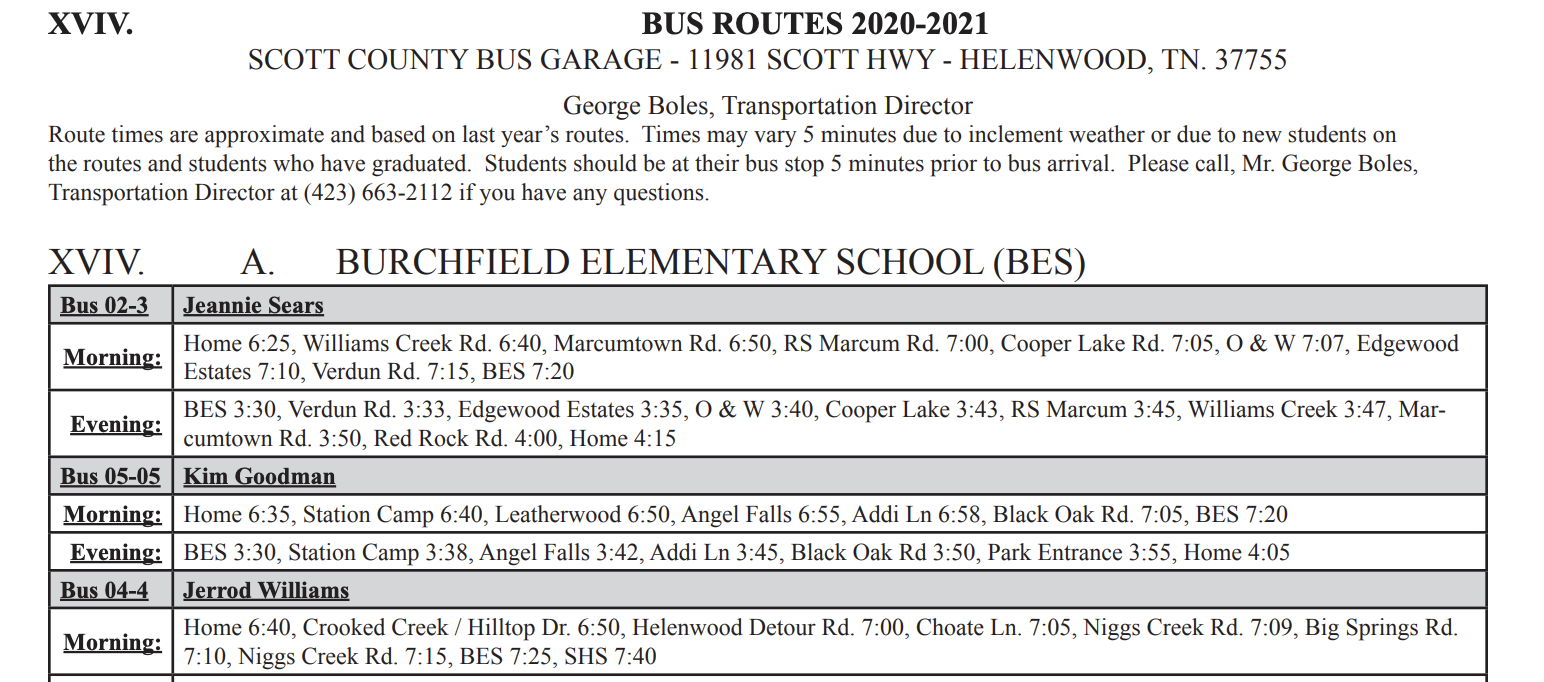 XVIV. BUS ROUTES 2020-2021
SCOTT COUNTY BUS GARAGE - 11981 SCOTT HWY - HELENWOOD, TN. 37755
George Boles, Transportation Director
Route times are approximate and based on last year’s routes. Times may vary 5 minutes due to inclement weather or due to new students on
the routes and students who have graduated. Students should be at their bus stop 5 minutes prior to bus arrival. Please call, Mr. George Boles,
Transportation Director at (423) 663-2112 if you have any questions.
XVIV. A. BURCHFIELD ELEMENTARY SCHOOL (BES)
Bus 02-3 Jeannie Sears
Morning: Home 6:25, Williams Creek Rd. 6:40, Marcumtown Rd. 6:50, RS Marcum Rd. 7:00, Cooper Lake Rd. 7:05, O & W 7:07, Edgewood
Estates 7:10, Verdun Rd. 7:15, BES 7:20
Evening: BES 3:30, Verdun Rd. 3:33, Edgewood Estates 3:35, O & W 3:40, Cooper Lake 3:43, RS Marcum 3:45, Williams Creek 3:47, Mar-
cumtown Rd. 3:50, Red Rock Rd. 4:00, Home 4:15
Bus 05-05 Kim Goodman
Morning: Home 6:35, Station Camp 6:40, Leatherwood 6:50, Angel Falls 6:55, Addi Ln 6:58, Black Oak Rd. 7:05, BES 7:20
Evening: BES 3:30, Station Camp 3:38, Angel Falls 3:42, Addi Ln 3:45, Black Oak Rd 3:50, Park Entrance 3:55, Home 4:05
Bus 04-4 Jerrod Williams
Morning: Home 6:40, Crooked Creek / Hilltop Dr. 6:50, Helenwood Detour Rd. 7:00, Choate Ln. 7:05, Niggs Creek Rd. 7:09, Big Springs Rd.
7:10, Niggs Creek Rd. 7:15, BES 7:25, SHS 7:40